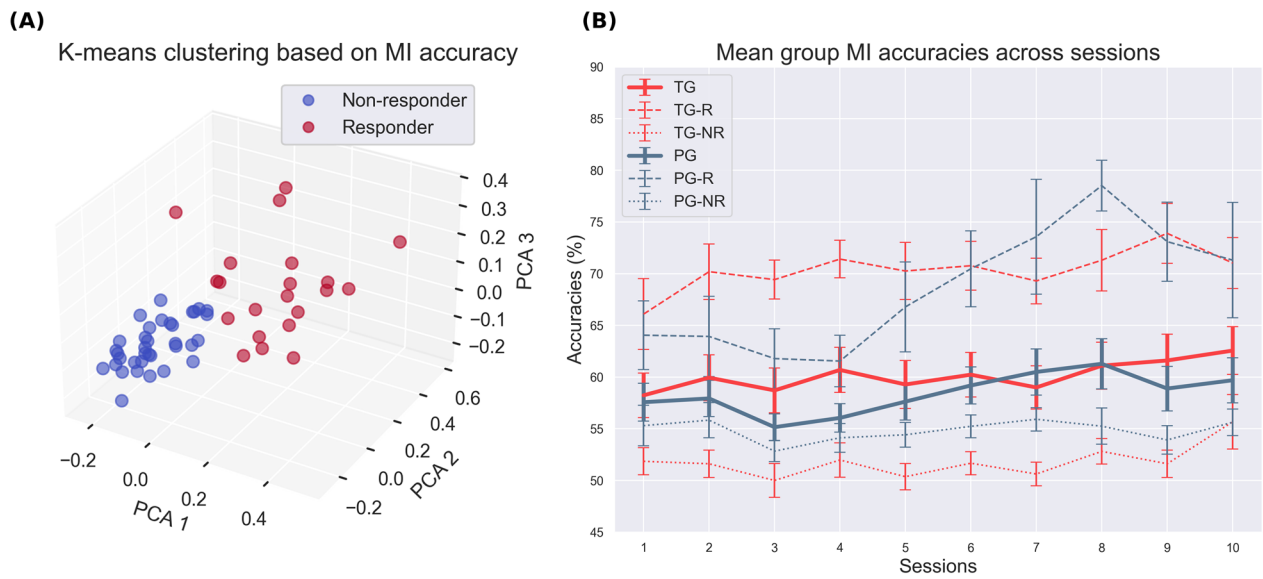 (A)
K-means clustering based on MI accuracy
Non-responder
Responder
0.4
0.3
0.2
0.1
0.0
−0.1
−0.2
PCA 3
0.6
0.4
0.2
0.0
−0.2
PCA 2
−0.2
0.0
0.2
0.4
PCA 1
(B)
Mean group MI accuracies across sessions
90
85
80
75
70
65
60
55
50
45
Accuracies (%)
TG
TG-R
TG-NR
PG
PG-R
PG-NR
1 2 3 4 5 6 7 8 9 10
Sessions